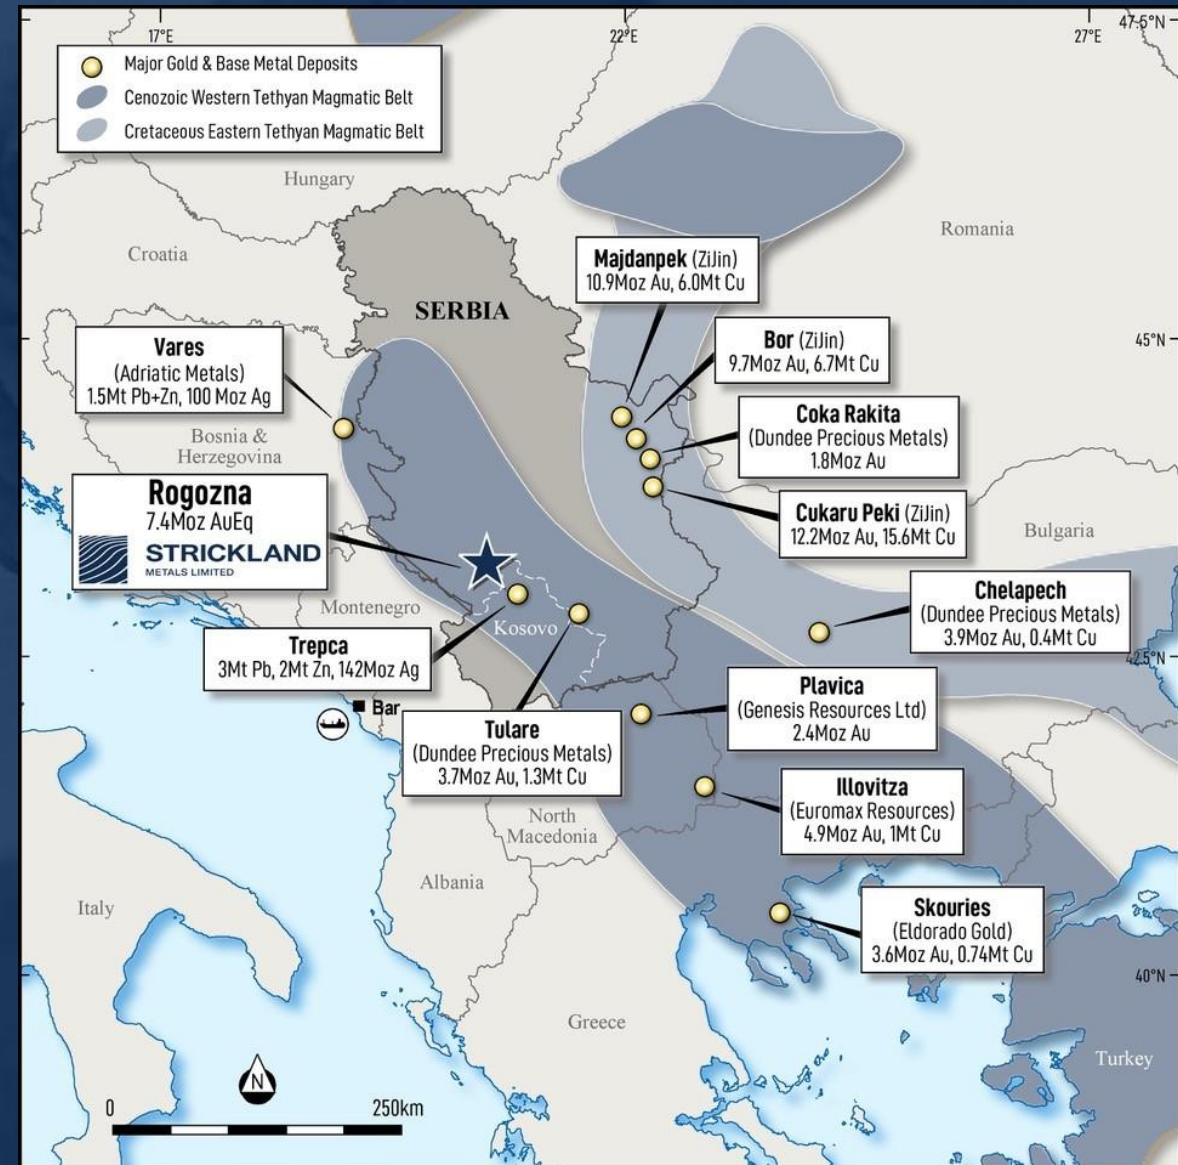 17°E
22°E
27°E
47.5°N
Major Gold & Base Metal Deposits
Cenozoic Western Tethyan Magmatic Belt
Cretaceous Eastern Tethyan Magmatic Belt
Hungary
Croatia
Romania
Majdanpek (ZiJin)
10.9Moz Au, 6.0Mt Cu
SERBIA
Bor (ZiJin)
9.7Moz Au, 6.7Mt Cu
45°N
Vares
(Adriatic Metals)
1.5Mt Pb+Zn, 100 Moz Ag
Coka Rakita
(Dundee Precious Metals)
1.8Moz Au
Bosnia &
Herzegovina
Rogozna
7.4Moz AuEq
STRICKLAND
METALS LIMITED
Cukaru Peki (ZiJin)
12.2Moz Au, 15.6Mt Cu
Bulgaria
Chelapech
(Dundee Precious Metals)
3.9Moz Au, 0.4Mt Cu
Montenegro
Kosovo
Trepca
3Mt Pb, 2Mt Zn, 142Moz Ag
42.5°N
Bar
Plavica
(Genesis Resources Ltd)
2.4Moz Au
Tulare
(Dundee Precious Metals)
3.7Moz Au, 1.3Mt Cu
Illovitza
(Euromax Resources)
4.9Moz Au, 1Mt Cu
North
Macedonia
Albania
Italy
Skouries
(Eldorado Gold)
3.6Moz Au, 0.74Mt Cu
40°N
Greece
Turkey
N
0
250km